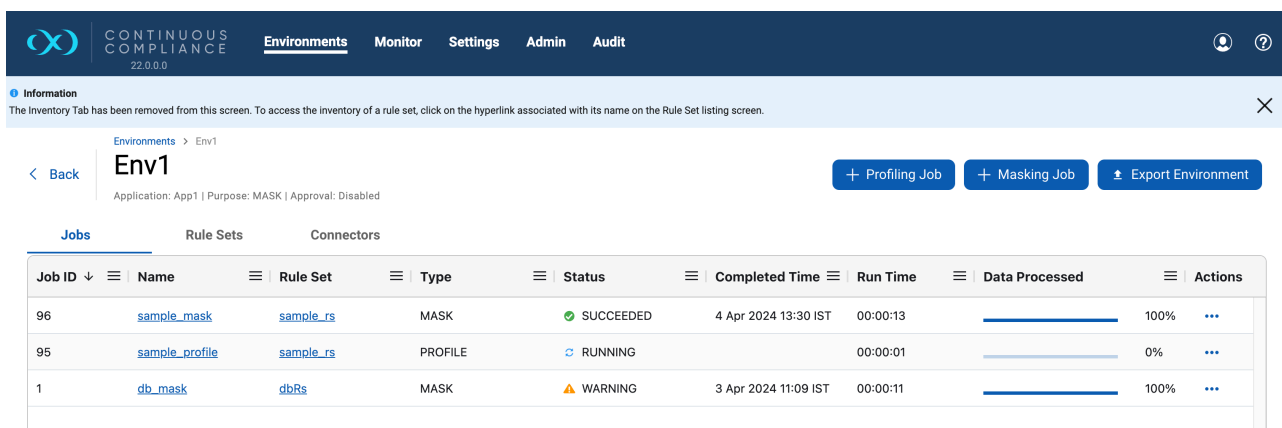 CONTINUOUS
COMPLIANCE
22.0.0.0
Environments Monitor Settings Admin Audit
Information
The Inventory Tab has been removed from this screen. To access the inventory of a rule set, click on the hyperlink associated with its name on the Rule Set listing screen.
Environments > Env1
Back
Env1
Application: App1 | Purpose: MASK | Approval: Disabled
+ Profiling Job
+ Masking Job
Export Environment
Jobs Rule Sets Connectors
Job ID Name Rule Set Type Status Completed Time Run Time Data Processed Actions
96 sample_mask sample_rs MASK SUCCEEDED 4 Apr 2024 13:30 IST 00:00:13 100%
95 sample_profile sample_rs PROFILE RUNNING 00:00:01 0%
1 db_mask dbRs MASK WARNING 3 Apr 2024 11:09 IST 00:00:11 100%